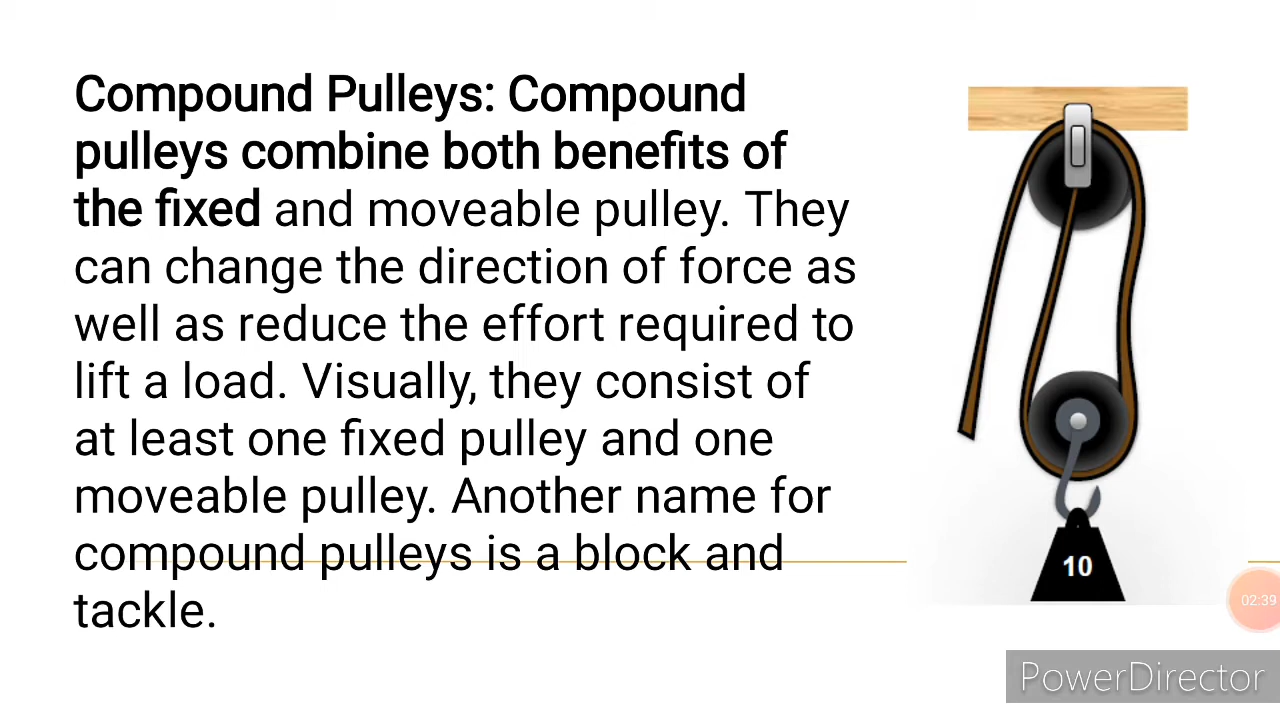 Compound Pulleys: Compound
pulleys combine both benefits of
the fixed and moveable pulley. They
can change the direction of force as
well as reduce the effort required to
lift a load. Visually, they consist of
at least one fixed pulley and one
moveable pulley. Another name for
compound pulleys is a block and
tackle.
10
02:39
PowerDirector